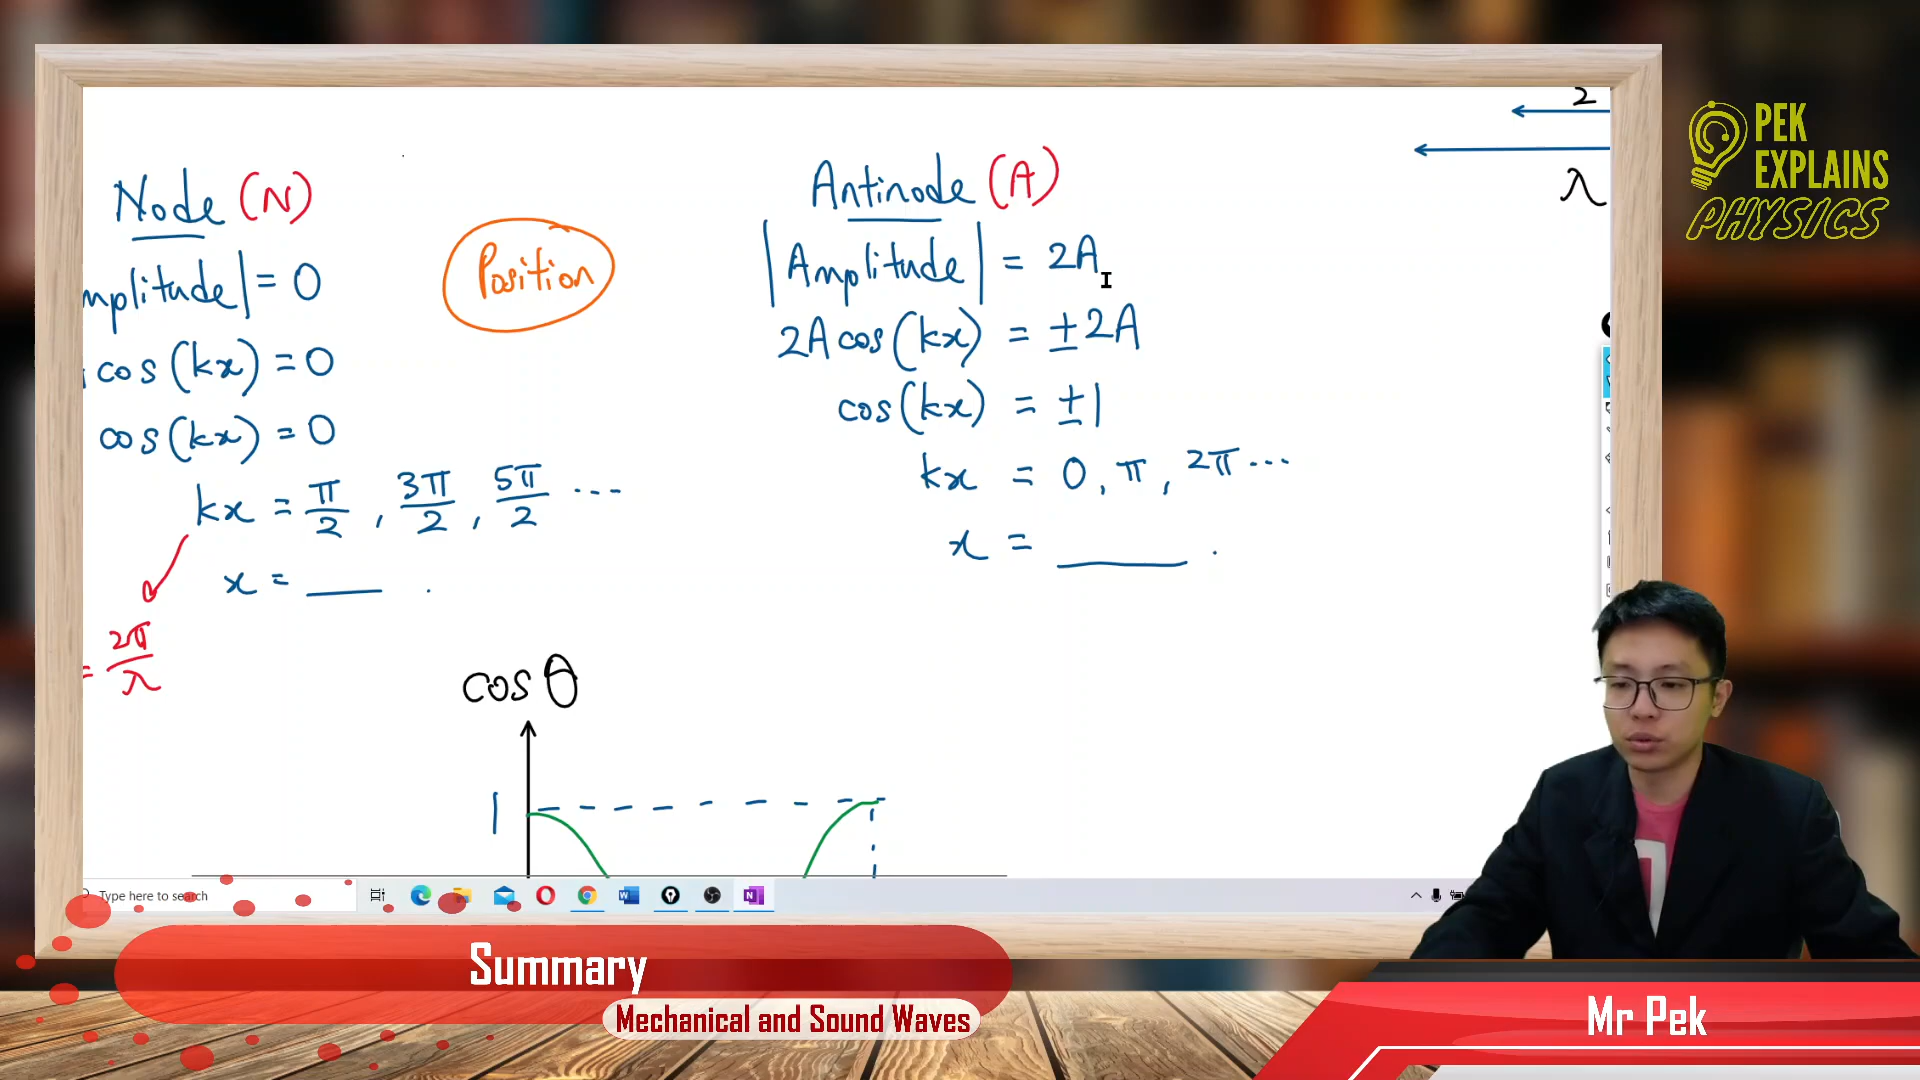 2
λ
PEK
EXPLAINS
PHYSICS
Node (N)
mplitude| = 0
cos(kx) = 0
cos(kx) = 0
kx = π/2, 3π/2, 5π/2 ...
x = ___ .
= 2π/λ
Position
Antinode (A)
|Amplitude| = 2A
2A cos(kx) = ±2A
cos(kx) = ±1
kx = 0, π, 2π ...
x = ______ .
cos θ
1
Type here to search
Summary
Mechanical and Sound Waves
Mr Pek